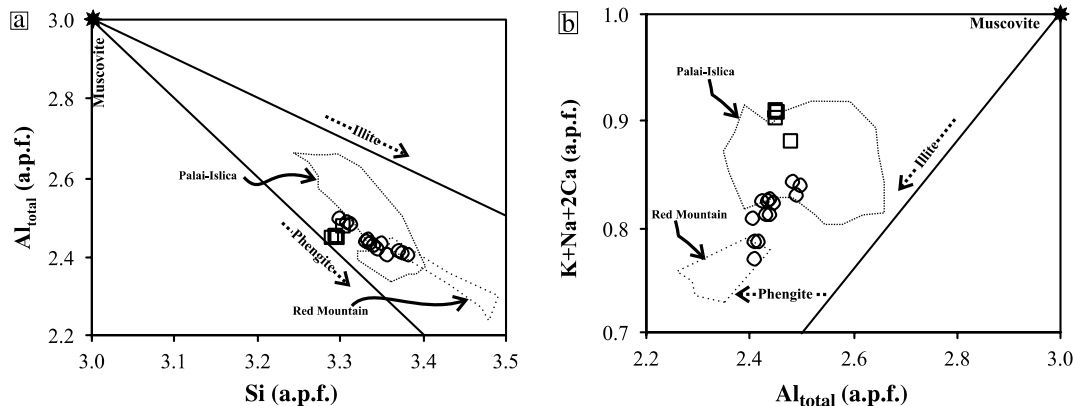 a
3.0
2.9
2.8
2.6
2.4
2.2
Al_total (a.p.f.)
Muscovite
Illite
Palai-Islica
Phengite
Red Mountain
3.0
3.2
3.3
3.4
3.5
Si (a.p.f.)
b
1.0
0.9
0.8
0.7
K+Na+2Ca (a.p.f.)
Muscovite
Palai-Islica
Illite
Red Mountain
Phengite
2.2
2.4
2.6
2.8
3.0
Al_total (a.p.f.)